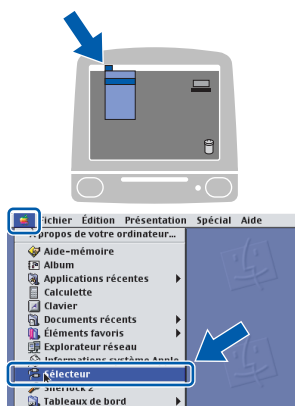 Fichier Édition Présentation Spécial Aide
A propos de votre ordinateur...
Aide-mémoire
Album
Applications récentes
Calculette
Clavier
Documents récents
Éléments favoris
Explorateur réseau
Informations système Apple
Sélecteur
Sherlock 2
Tableaux de bord